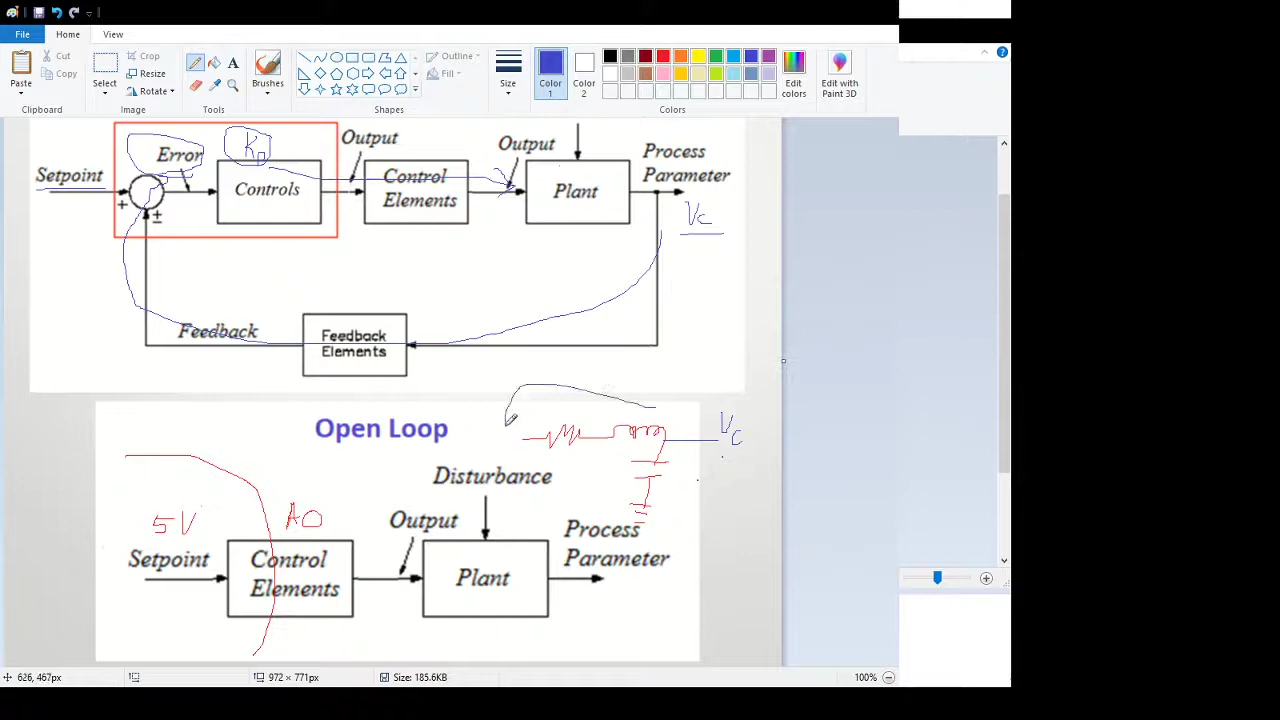 File
Home
View
Cut
Copy
Paste
Clipboard
Crop
Resize
Rotate
Select
Image
Tools
Brushes
Shapes
Outline
Fill
Size
Color 1
Color 2
Edit colors
Edit with Paint 3D
Colors
Kp
Error
Output
Output
Process Parameter
Setpoint
Controls
Control Elements
Plant
+
±
Vc
Feedback
Feedback Elements
Open Loop
Vc
Disturbance
5V
AO
Output
Process Parameter
Setpoint
Control Elements
Plant
626, 467px
972 × 771px
Size: 185.6KB
100%